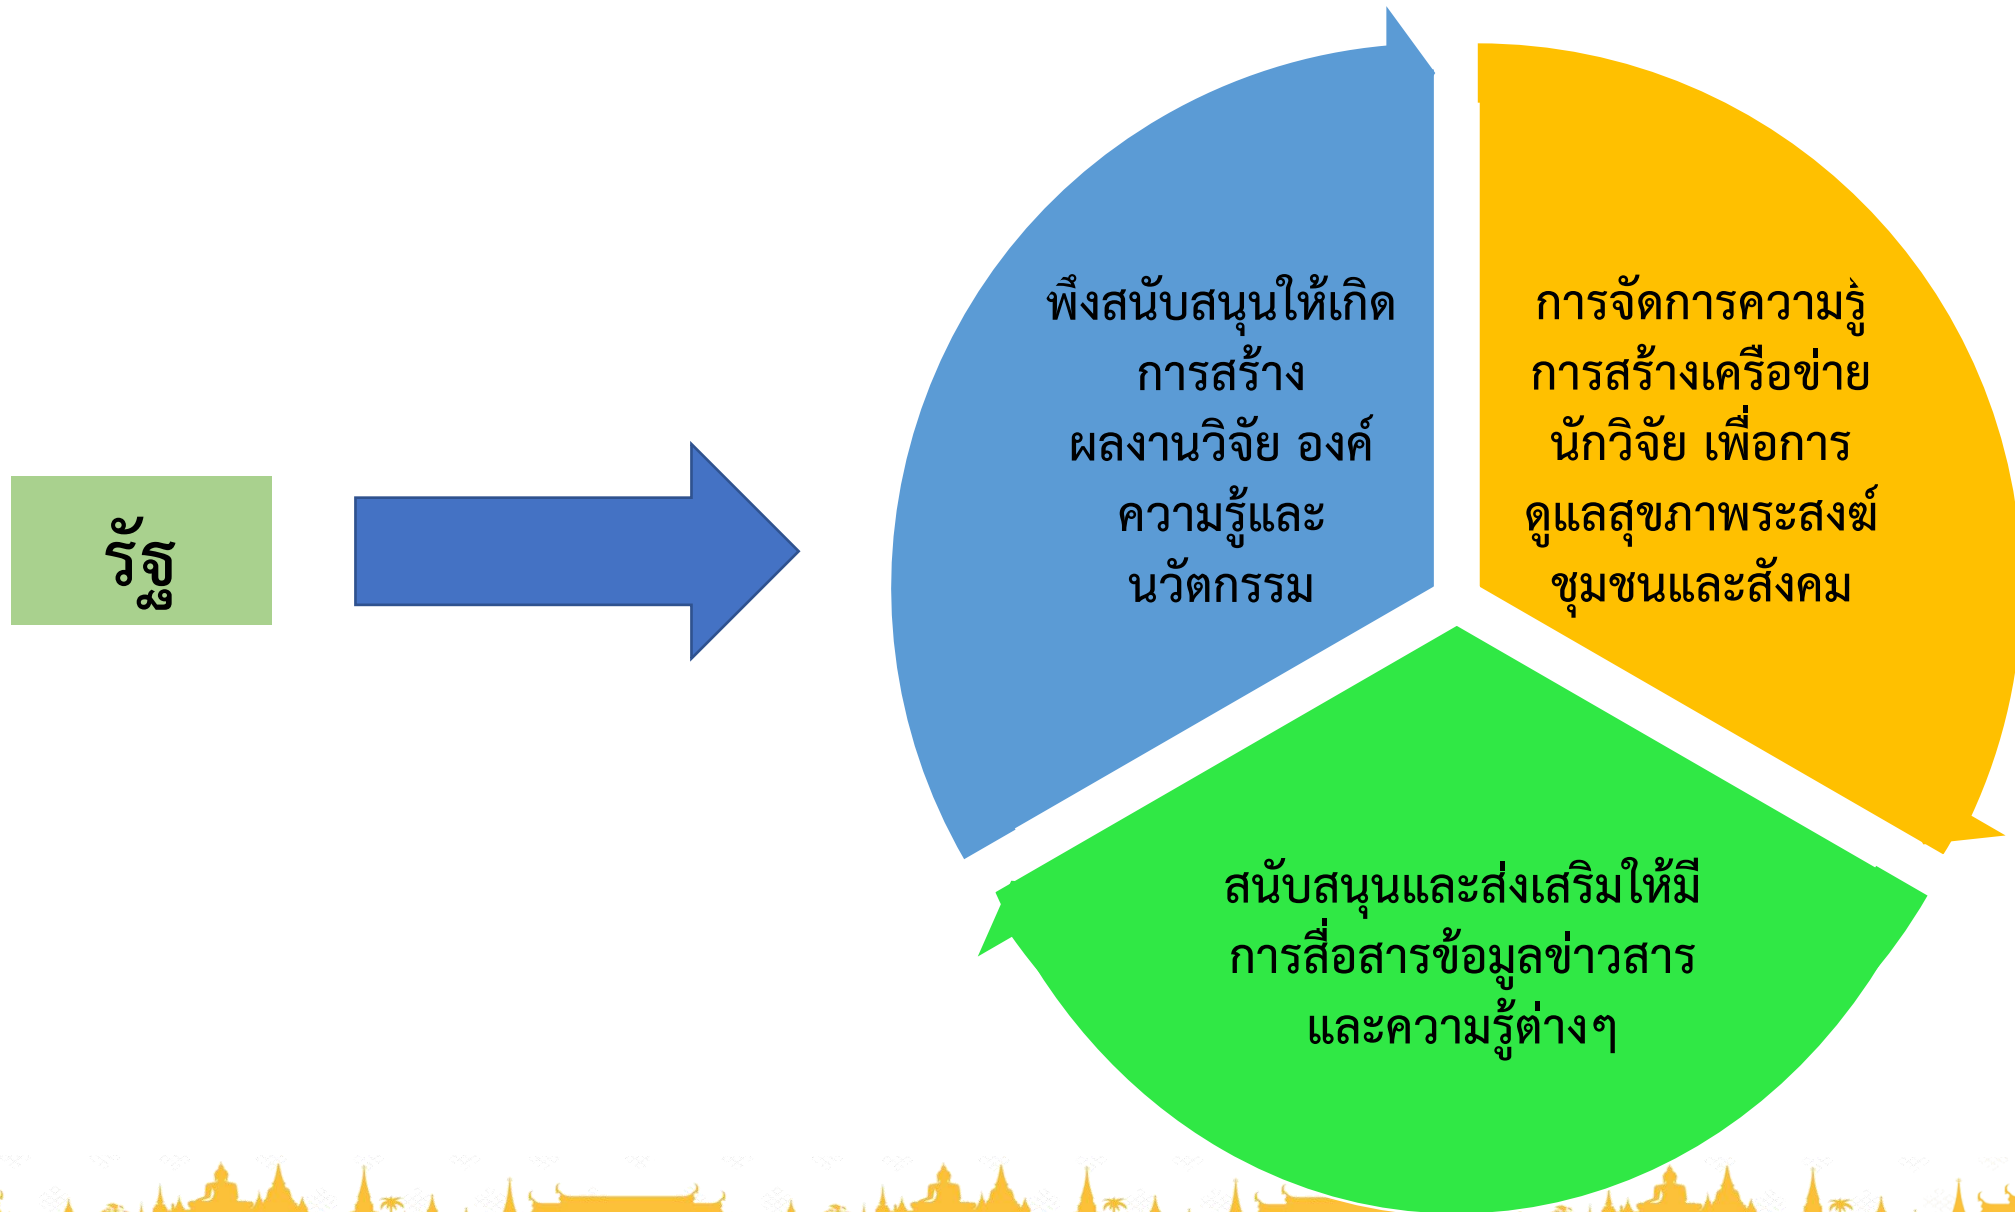 รัฐ
พึงสนับสนุนให้เกิด
การสร้าง
ผลงานวิจัย องค์
ความรู้และ
นวัตกรรม
การจัดการความรู้
การสร้างเครือข่าย
นักวิจัย เพื่อการ
ดูแลสุขภาพระสงฆ์
ชุมชนและสังคม
สนับสนุนและส่งเสริมให้มี
การสื่อสารข้อมูลข่าวสาร
และความรู้ต่างๆ